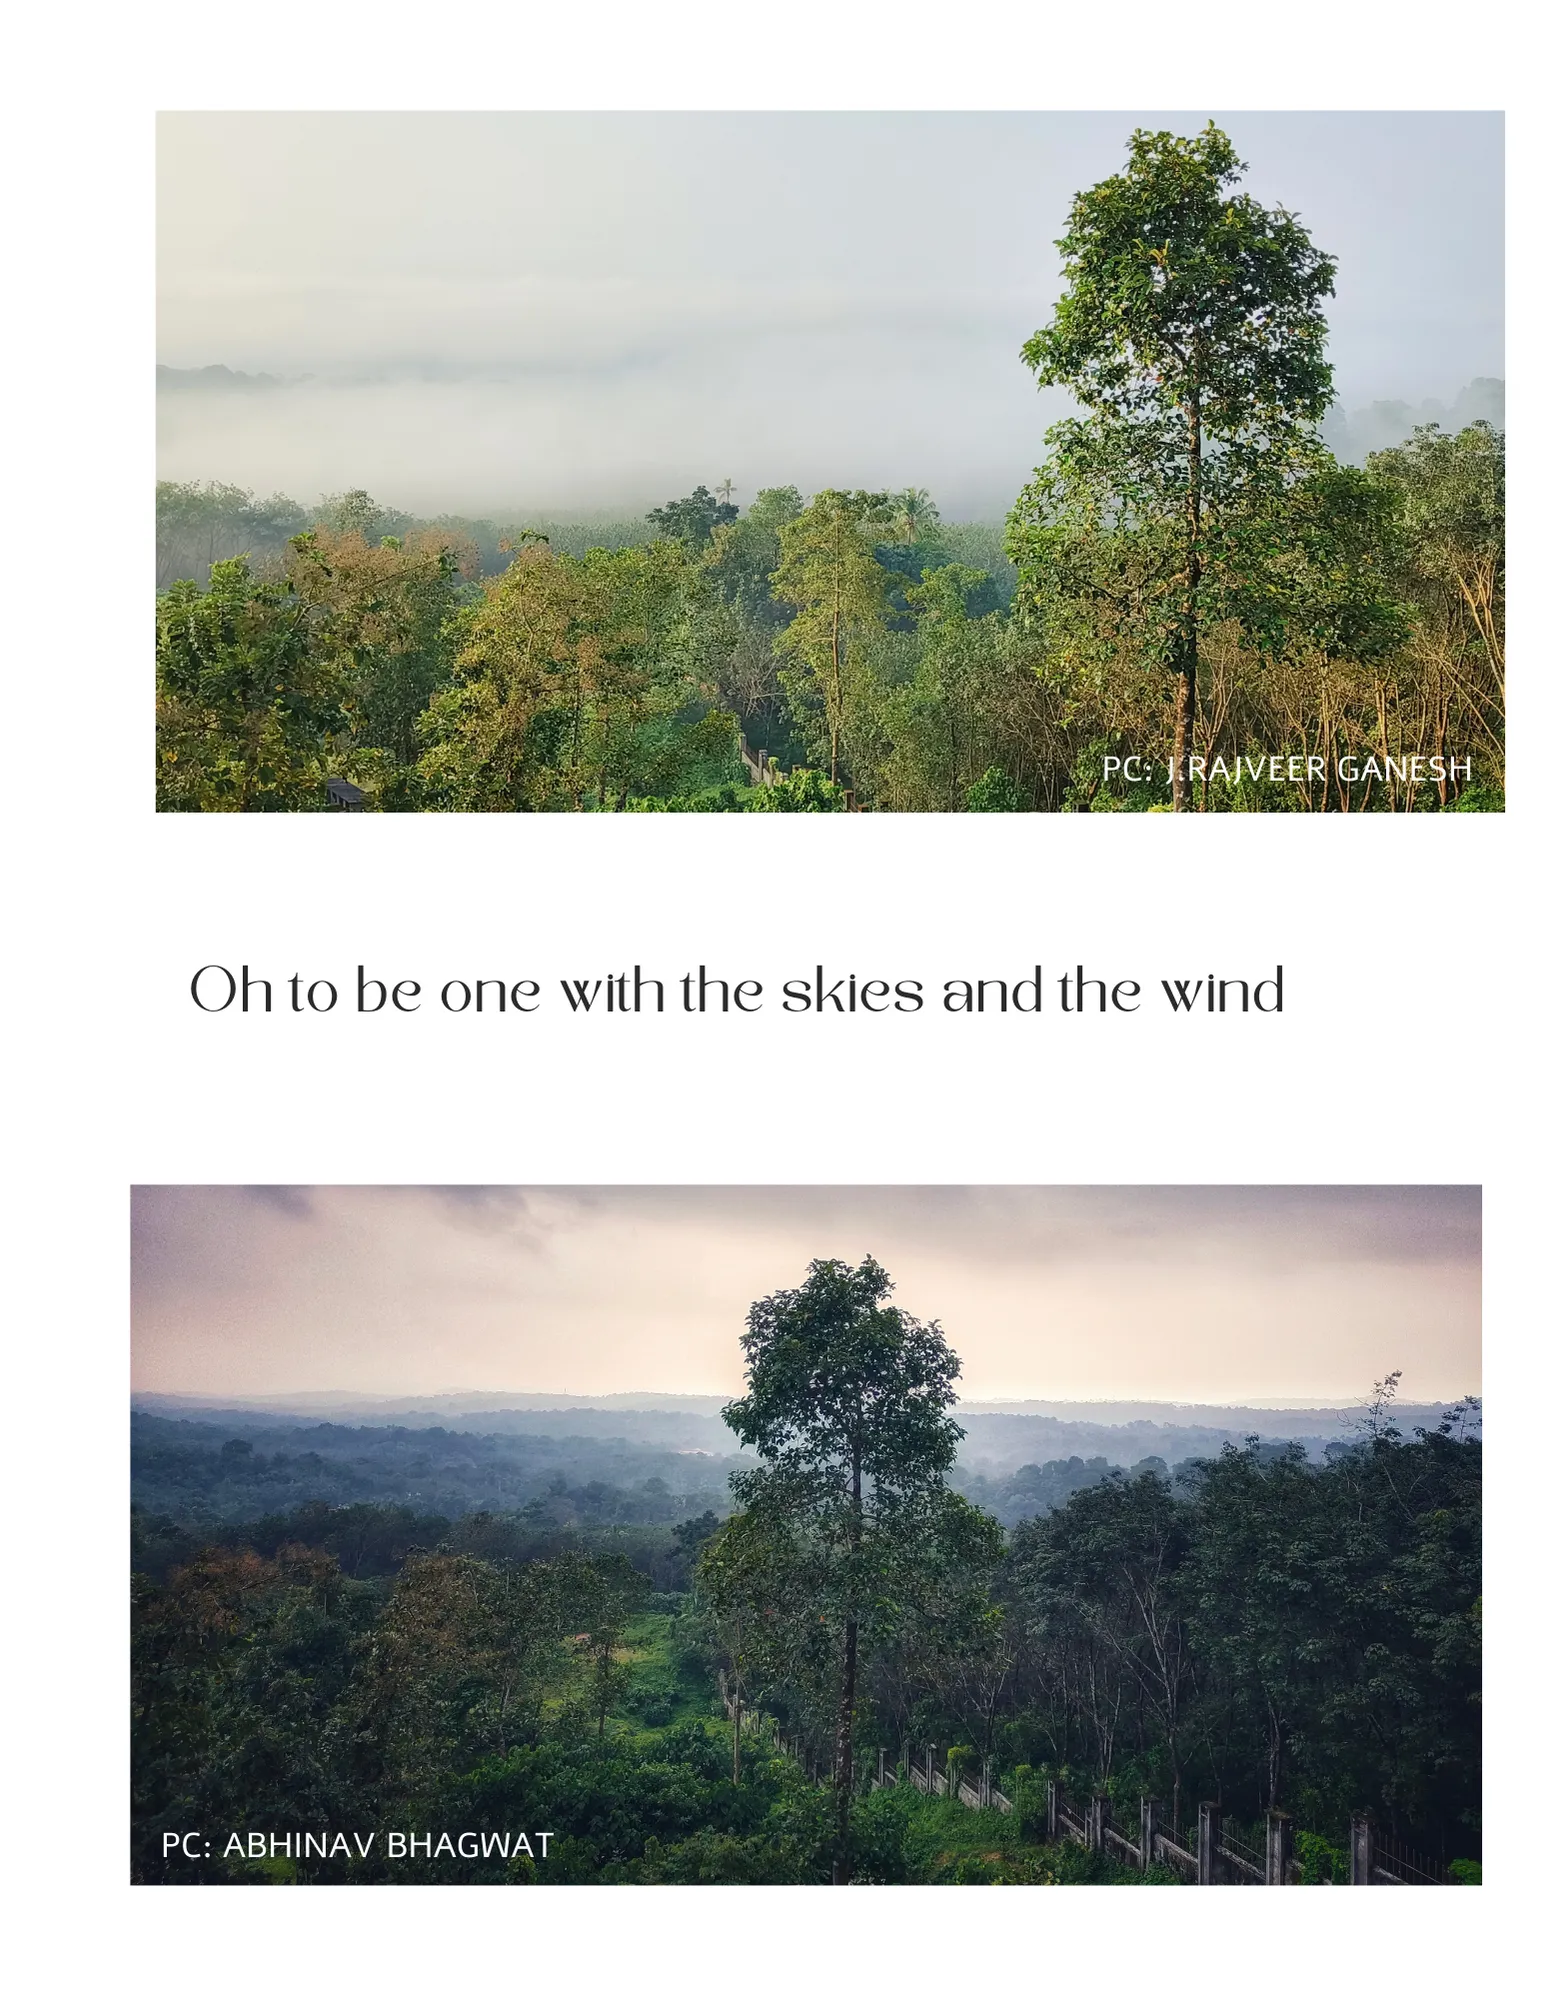 PC: J.RAJVEER GANESH
Oh to be one with the skies and the wind
PC: ABHINAV BHAGWAT